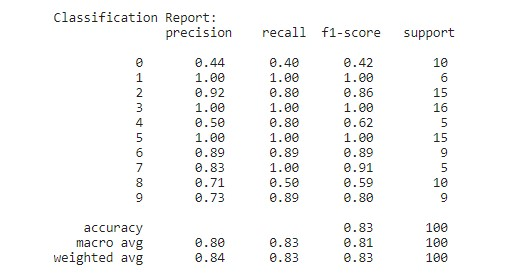 Classification Report:
precision recall f1-score support
0 0.44 0.40 0.42 10
1 1.00 1.00 1.00 6
2 0.92 0.80 0.86 15
3 1.00 1.00 1.00 16
4 0.50 0.80 0.62 5
5 1.00 1.00 1.00 15
6 0.89 0.89 0.89 9
7 0.83 1.00 0.91 5
8 0.71 0.50 0.59 10
9 0.73 0.89 0.80 9
accuracy 0.83 100
macro avg 0.80 0.83 0.81 100
weighted avg 0.84 0.83 0.83 100